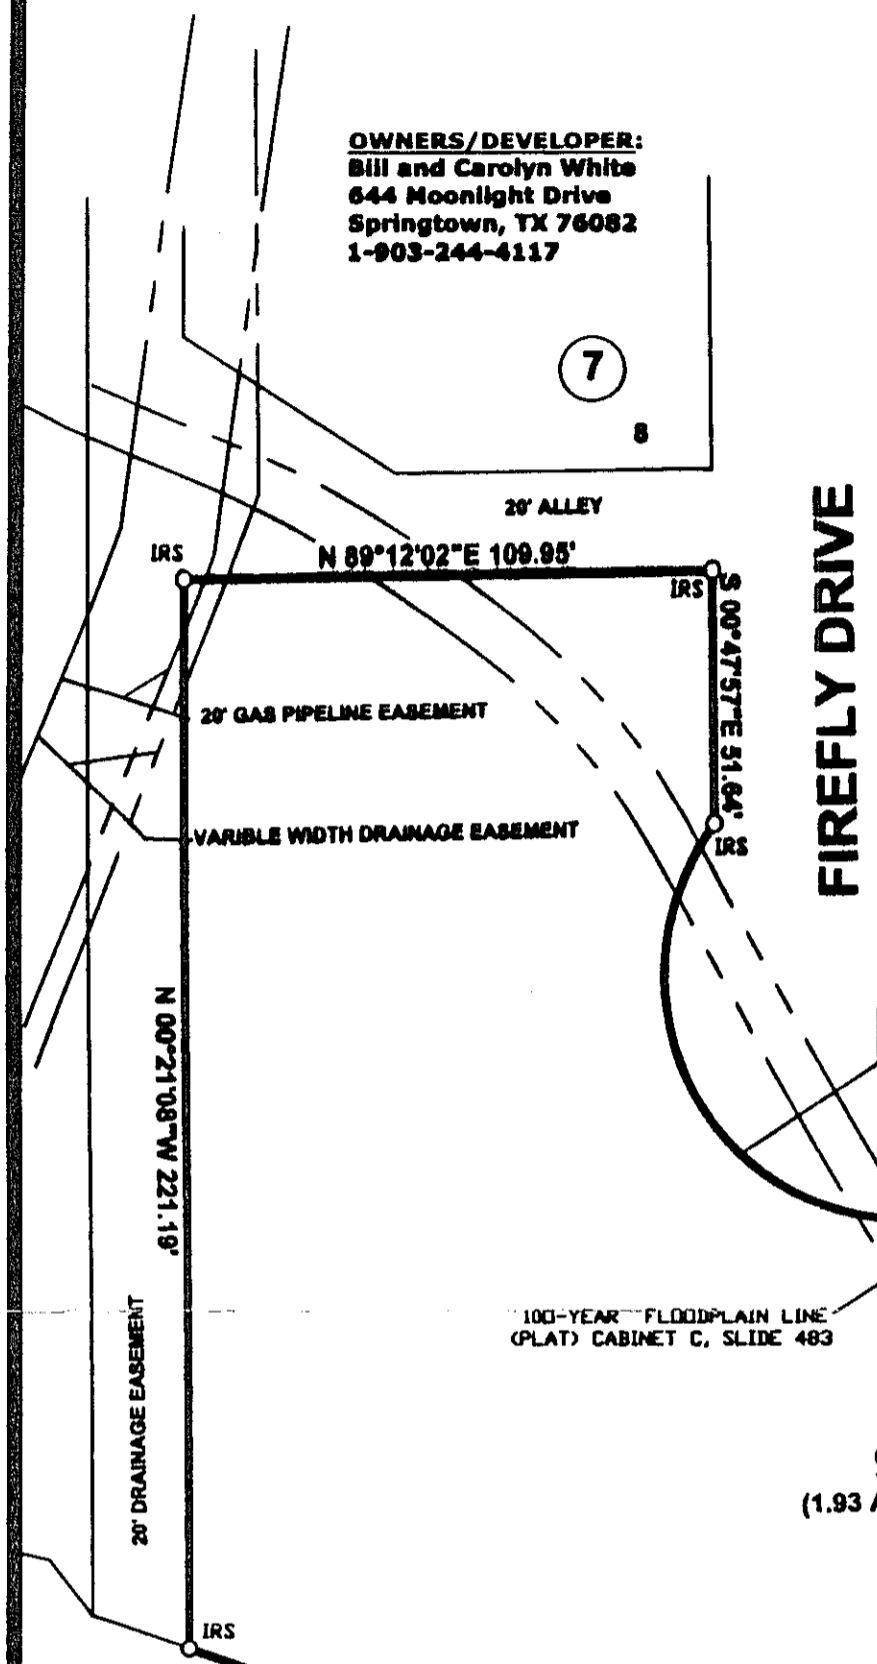 OWNERS/DEVELOPER:
Bill and Carolyn White
644 Moonlight Drive
Springtown, TX 76082
1-903-244-4117
7
8
20' ALLEY
IRS
N 89°12'02"E 109.95'
IRS
S 00°47'57"E 51.64'
FIREFLY DRIVE
20' GAS PIPELINE EASEMENT
VARIBLE WIDTH DRAINAGE EASEMENT
IRS
N 00°21'08"W 221.19'
20' DRAINAGE EASEMENT
100-YEAR FLOODPLAIN LINE
(PLAT) CABINET C, SLIDE 483
(1.93
IRS